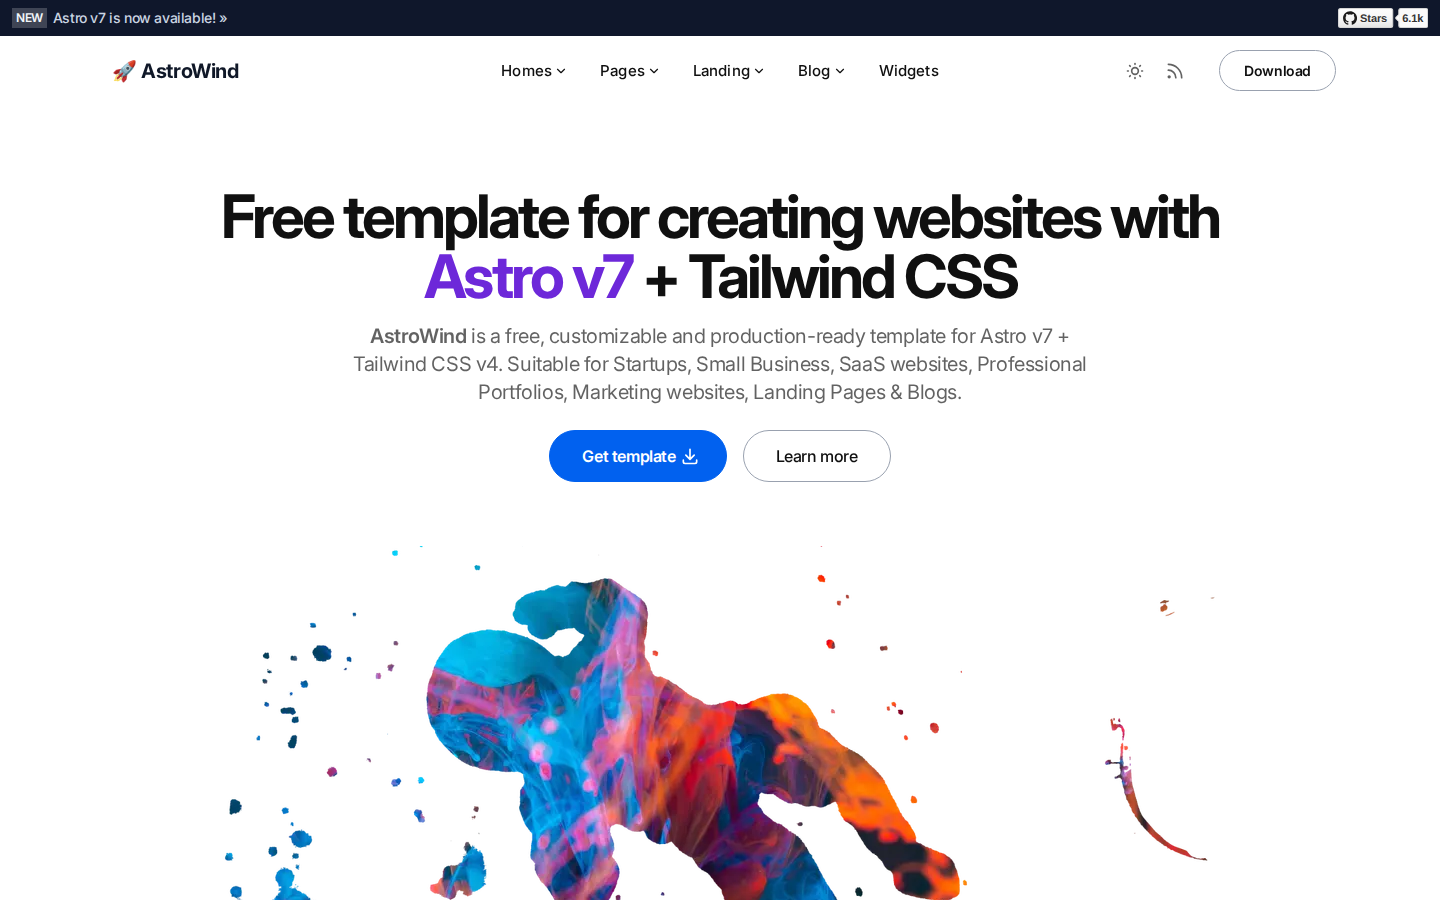 NEW Astro v7 is now available! »
Stars 6.1k
🚀 AstroWind
Homes Pages Landing Blog Widgets
Download
Free template for creating websites with
Astro v7 + Tailwind CSS
AstroWind is a free, customizable and production-ready template for Astro v7 +
Tailwind CSS v4. Suitable for Startups, Small Business, SaaS websites, Professional
Portfolios, Marketing websites, Landing Pages & Blogs.
Get template
Learn more